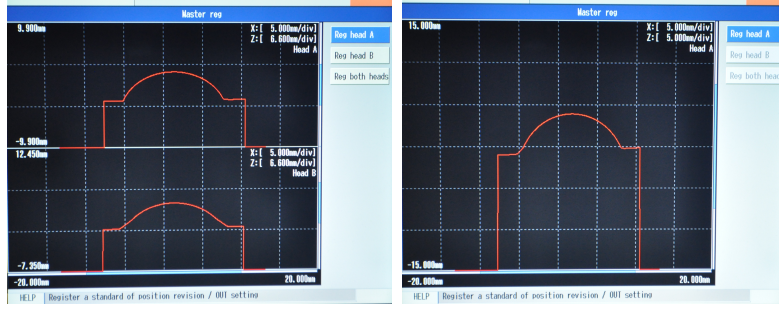 Master reg
9.900mm
X:[ 5.000mm/div]
Z:[ 6.600mm/div]
Head A
-9.900mm
12.450mm
X:[ 5.000mm/div]
Z:[ 6.600mm/div]
Head B
-7.350mm
-20.000mm
20.000mm
Reg head A
Reg head B
Reg both heads
HELP
Register a standard of position revision / OUT setting
Master reg
15.000mm
X:[ 5.000mm/div]
Z:[ 5.000mm/div]
Head A
-15.000mm
-20.000mm
20.000mm
Reg head A
Reg head B
Reg both head
HELP
Register a standard of position revision / OUT setting